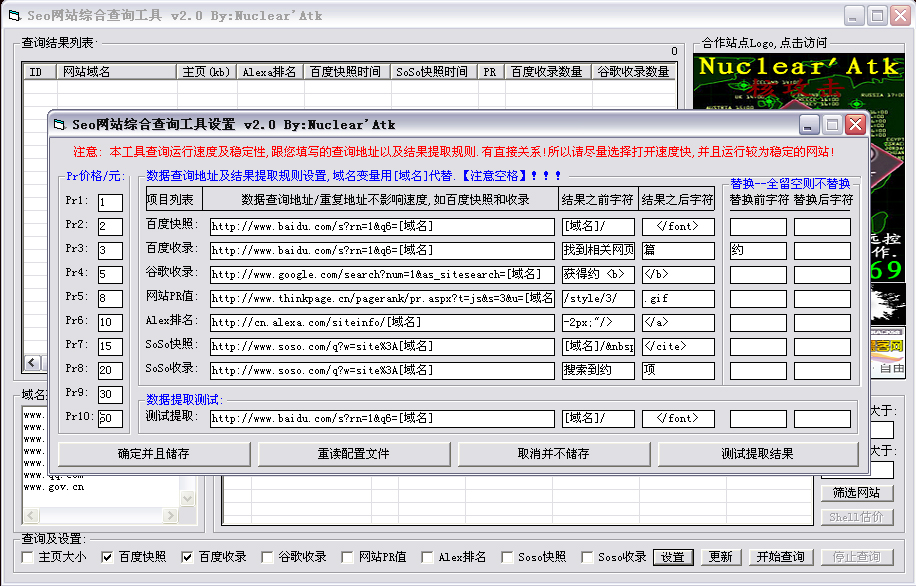 Seo网站综合查询工具 v2.0 By:Nuclear'Atk
查询结果列表:
0
合作站点Logo,点击访问
ID 网站域名 主页(kb) Alexa排名 百度快照时间 SoSo快照时间 PR 百度收录数量 谷歌收录数量
Nuclear'Atk
Seo网站综合查询工具设置 v2.0 By:Nuclear'Atk
注意: 本工具查询运行速度及稳定性,跟您填写的查询地址以及结果提取规则.有直接关系!所以请尽量选择打开速度快,并且运行较为稳定的网站!
Pr价格/元: 数据查询地址及结果提取规则设置,域名变量用[域名]代替.【注意空格】!!!
替换--全留空则不替换
项目列表 数据查询地址/重复地址不影响速度,如百度快照和收录 结果之前字符 结果之后字符 替换前字符 替换后字符
Pr1: 1
Pr2: 2 百度快照: http://www.baidu.com/s?rn=1&q6=[域名] [域名]/ </font>
Pr3: 3 百度收录: http://www.baidu.com/s?rn=1&q6=[域名] 找到相关网页 篇 约
Pr4: 5 谷歌收录: http://www.google.com/search?num=1&as_sitesearch=[域名] 获得约 <b> </b>
Pr5: 8 网站PR值: http://www.thinkpage.cn/pagerank/pr.aspx?t=js&s=3&u=[域名 /style/3/ .gif
Pr6: 10 Alex排名: http://cn.alexa.com/siteinfo/[域名] -2px;"/> </a>
Pr7: 15 SoSo快照: http://www.soso.com/q?w=site%3A[域名] [域名]/&nbsp </cite>
Pr8: 20 SoSo收录: http://www.soso.com/q?w=site%3A[域名] 搜索到约 项
Pr9: 30
数据提取测试:
Pr10: 50 测试提取: http://www.baidu.com/s?rn=1&q6=[域名] [域名]/ </font>
确定并且储存 重读配置文件 取消并不储存 测试提取结果
www.gov.cn
大于:
大于:
筛选网站
Shell估价
查询及设置:
主页大小 百度快照 百度收录 谷歌收录 网站PR值 Alex排名 Soso快照 Soso收录 设置 更新 开始查询 停止查询